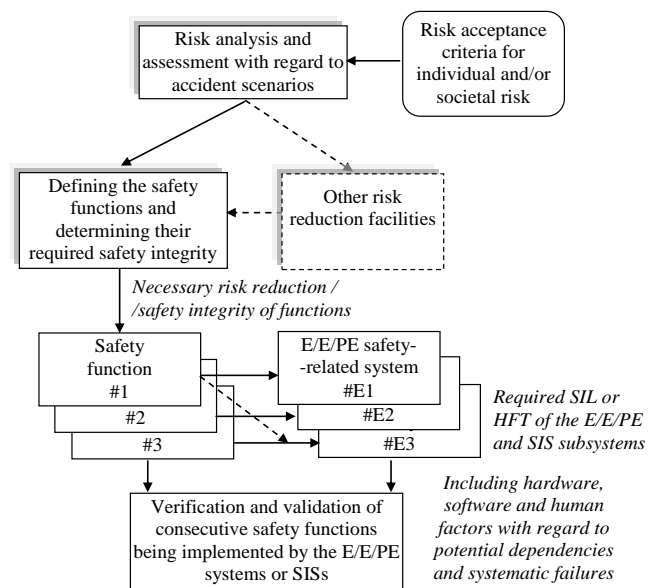 Risk analysis and
assessment with regard to
accident scenarios
Risk acceptance
criteria for
individual and/or
societal risk
Defining the safety
functions and
determining their
required safety integrity
Other risk
reduction facilities
Necessary risk reduction /
/safety integrity of functions
Safety
function
#1
#2
#3
E/E/PE safety-
-related system
#E1
#E2
#E3
Required SIL or
HFT of the E/E/PE
and SIS subsystems
Verification and validation of
consecutive safety functions
being implemented by the E/E/PE
systems or SISs
Including hardware,
software and human
factors with regard to
potential dependencies
and systematic failures